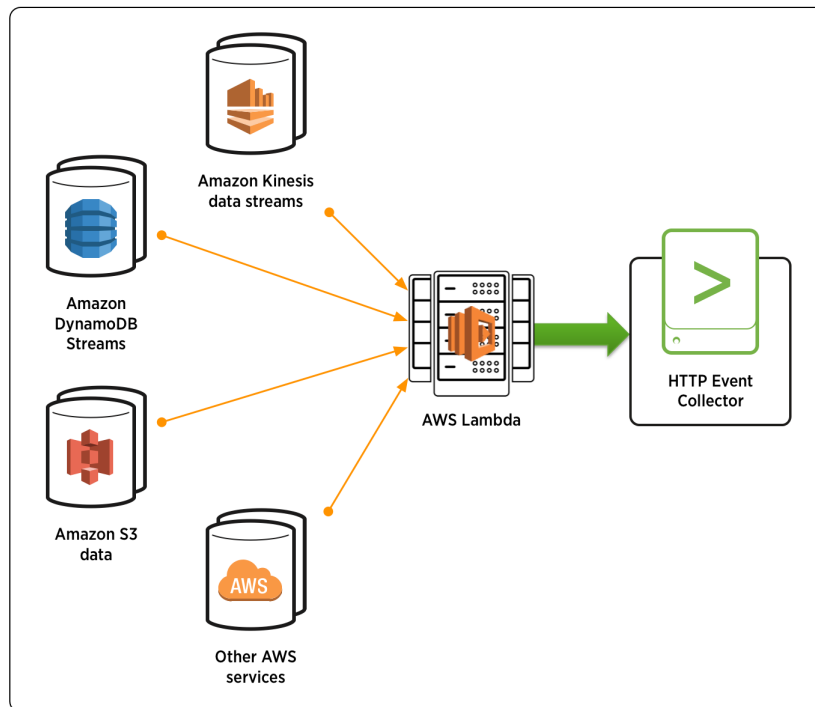 Amazon Kinesis
data streams
Amazon
DynamoDB
Streams
AWS Lambda
>
HTTP Event
Collector
Amazon S3
data
AWS
Other AWS
services